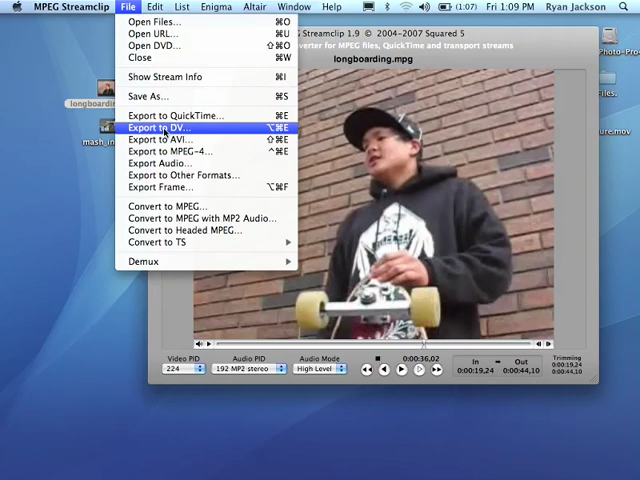 MPEG Streamclip File Edit List Enigma Altair Window Help (1:07) Fri 1:09 PM Ryan Jackson
Open Files... ⌘O
Open URL... ⌘U
Open DVD... ⇧⌘O
Close ⌘W
Show Stream Info ⌘I
Save As... ⌘S
Export to QuickTime... ⌘E
Export to DV... ⌥⌘E
Export to AVI... ⇧⌘E
Export to MPEG-4... ^⌘E
Export Audio...
Export to Other Formats...
Export Frame... ⌥⌘F
Convert to MPEG...
Convert to MPEG with MP2 Audio...
Convert to Headed MPEG...
Convert to TS
Demux
Streamclip 1.9 © 2004-2007 Squared 5
for MPEG files, QuickTime and transport streams
longboarding.mpg
Video PID Audio PID Audio Mode
224 192 MP2 stereo High Level
0:00:36,02
In Out Trimming
0:00:19,24 0:00:44,10
0:00:19,24
0:00:44,10